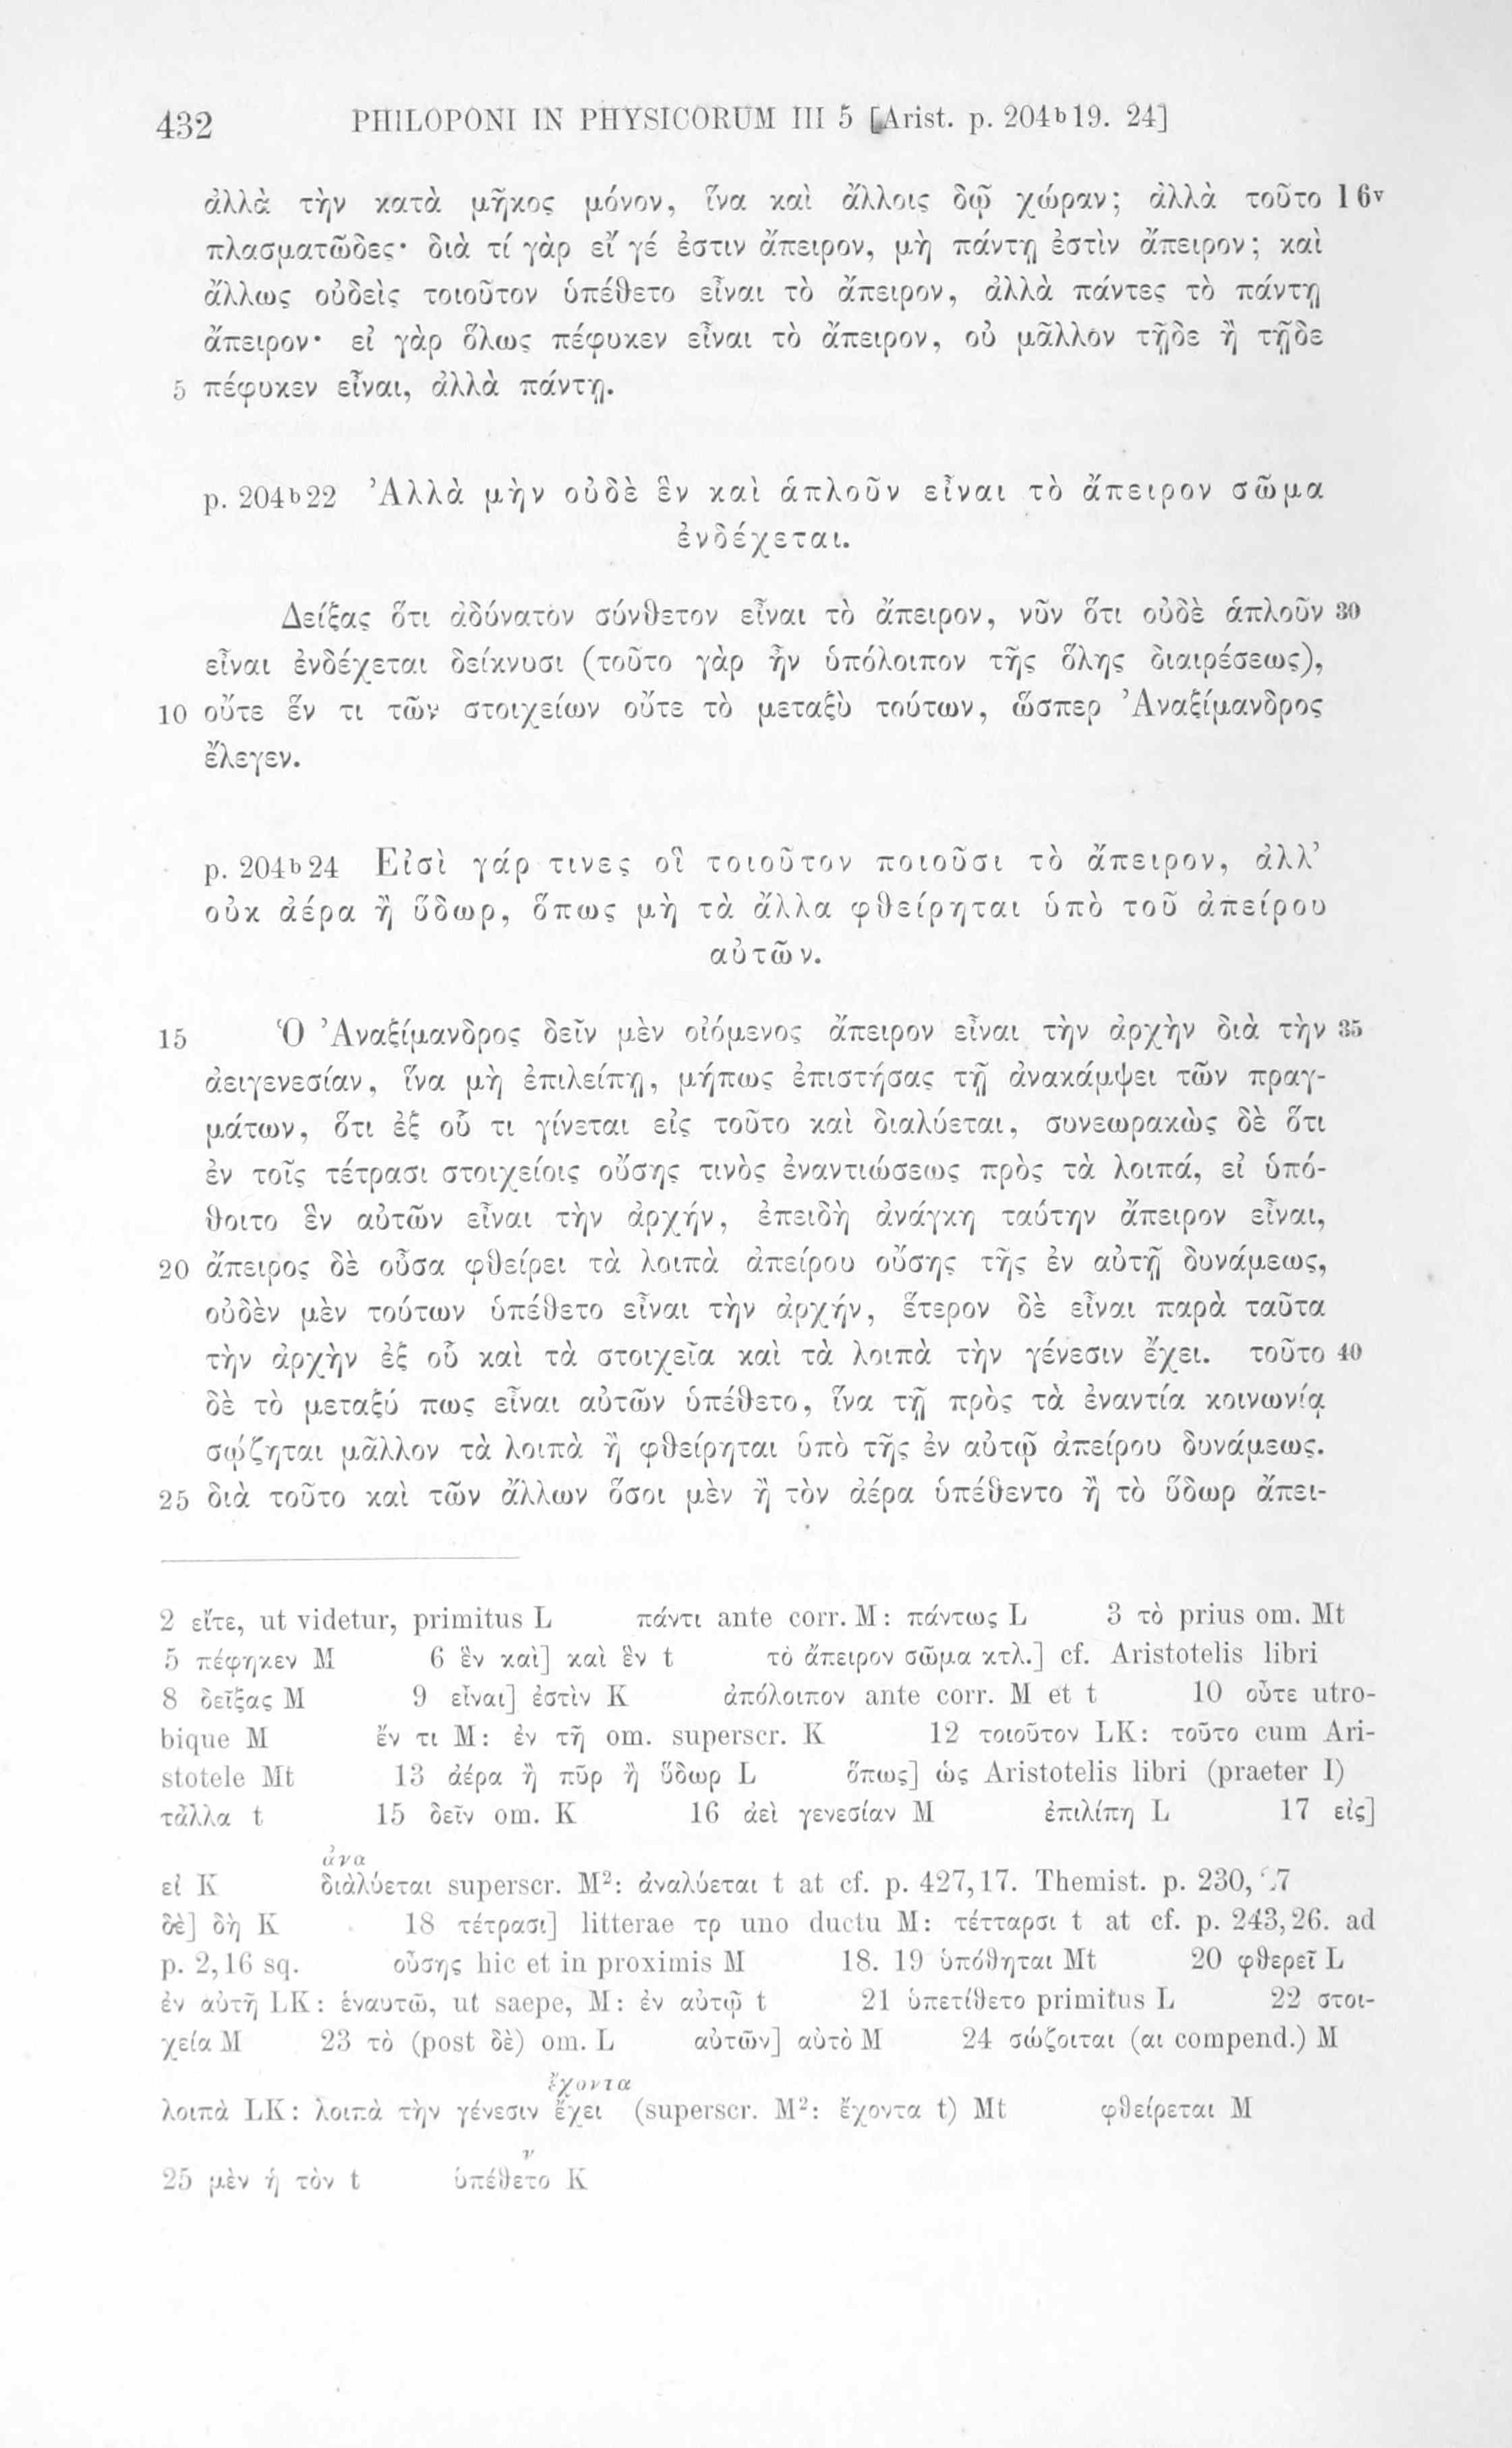 432 PHILOPONI IN PHYSICORUM III 5 [Arist. p. 204ᵇ19. 24]
ἀλλὰ τὴν κατὰ μῆκος μόνον, ἵνα καὶ ἄλλοις δῷ χώραν; ἀλλὰ τοῦτο 16ᵛ
πλασματῶδες· διὰ τί γὰρ εἴ γέ ἐστιν ἄπειρον, μὴ πάντῃ ἐστὶν ἄπειρον; καὶ
ἄλλως οὐδεὶς τοιοῦτον ὑπέθετο εἶναι τὸ ἄπειρον, ἀλλὰ πάντες τὸ πάντῃ
ἄπειρον· εἰ γὰρ ὅλως πέφυκεν εἶναι τὸ ἄπειρον, οὐ μᾶλλον τῇδε ἢ τῇδε
5 πέφυκεν εἶναι, ἀλλὰ πάντῃ.
p. 204ᵇ22 Ἀλλὰ μὴν οὐδὲ ἓν καὶ ἁπλοῦν εἶναι τὸ ἄπειρον σῶμα
ἐνδέχεται.
Δείξας ὅτι ἀδύνατον σύνθετον εἶναι τὸ ἄπειρον, νῦν ὅτι οὐδὲ ἁπλοῦν 30
εἶναι ἐνδέχεται δείκνυσι (τοῦτο γὰρ ἦν ὑπόλοιπον τῆς ὅλης διαιρέσεως),
10 οὔτε ἕν τι τῶν στοιχείων οὔτε τὸ μεταξὺ τούτων, ὥσπερ Ἀναξίμανδρος
ἔλεγεν.
p. 204ᵇ24 Εἰσὶ γάρ τινες οἳ τοιοῦτον ποιοῦσι τὸ ἄπειρον, ἀλλ’
οὐκ ἀέρα ἢ ὕδωρ, ὅπως μὴ τὰ ἄλλα φθείρηται ὑπὸ τοῦ ἀπείρου
αὐτῶν.
15 Ὁ Ἀναξίμανδρος δεῖν μὲν οἰόμενος ἄπειρον εἶναι τὴν ἀρχὴν διὰ τὴν 35
ἀειγενεσίαν, ἵνα μὴ ἐπιλείπῃ, μήπως ἐπιστήσας τῇ ἀνακάμψει τῶν πραγ-
μάτων, ὅτι ἐξ οὗ τι γίνεται εἰς τοῦτο καὶ διαλύεται, συνεωρακὼς δὲ ὅτι
ἐν τοῖς τέτρασι στοιχείοις οὔσης τινὸς ἐναντιώσεως πρὸς τὰ λοιπά, εἰ ὑπό-
θοιτο ἓν αὐτῶν εἶναι τὴν ἀρχήν, ἐπειδὴ ἀνάγκη ταύτην ἄπειρον εἶναι,
20 ἄπειρος δὲ οὖσα φθείρει τὰ λοιπὰ ἀπείρου οὔσης τῆς ἐν αὐτῇ δυνάμεως,
οὐδὲν μὲν τούτων ὑπέθετο εἶναι τὴν ἀρχήν, ἕτερον δὲ εἶναι παρὰ ταῦτα
τὴν ἀρχὴν ἐξ οὗ καὶ τὰ στοιχεῖα καὶ τὰ λοιπὰ τὴν γένεσιν ἔχει. τοῦτο 40
δὲ τὸ μεταξύ πως εἶναι αὐτῶν ὑπέθετο, ἵνα τῇ πρὸς τὰ ἐναντία κοινωνίᾳ
σῴζηται μᾶλλον τὰ λοιπὰ ἢ φθείρηται ὑπὸ τῆς ἐν αὐτῷ ἀπείρου δυνάμεως.
25 διὰ τοῦτο καὶ τῶν ἄλλων ὅσοι μὲν ἢ τὸν ἀέρα ὑπέθεντο ἢ τὸ ὕδωρ ἄπει-
2 εἴτε, ut videtur, primitus L πάντι ante corr. M: πάντως L 3 τὸ prius om. Mt
5 πέφηκεν M 6 ἓν καὶ] καὶ ἓν t τὸ ἄπειρον σῶμα κτλ.] cf. Aristotelis libri
8 δεῖξας M 9 εἶναι] ἐστὶν K ἀπόλοιπον ante corr. M et t 10 οὖτε utro-
bique M ἔν τι M: ἐν τῆ om. superscr. K 12 τοιοῦτον LK: τοῦτο cum Ari-
stotele Mt 13 ἀέρα ἢ πῦρ ἢ ὕδωρ L ὅπως] ὡς Aristotelis libri (praeter I)
τἆλλα t 15 δεῖν om. K 16 ἀεὶ γενεσίαν M ἐπιλίπη L 17 εἰς]
ανα
εἰ K διαλύεται superscr. M²: ἀναλύεται t at cf. p. 427,17. Themist. p. 230,
δὲ] δὴ K 18 τέτρασι] litterae τρ uno ductu M: τέτταρσι t at cf. p. 243,26. ad
p. 2,16 sq. οὖσης hic et in proximis M 18. 19 ὑπόθηται Mt 20 φθερεῖ L
ἐν αὐτῆ LK: ἑναυτῶ, ut saepe, M: ἐν αὐτῷ t 21 ὑπετίθετο primitus L 22 στοι-
χεία M 23 τὸ (post δὲ) om. L αὐτῶν] αὐτὸ M 24 σώζοιται (αι compend.) M
ἔχοντα
λοιπὰ LK: λοιπὰ τὴν γένεσιν ἔχει (superscr. M²: ἔχοντα t) Mt φθείρεται M
ν
25 μὲν ἡ τὸν t ὑπέθετο K